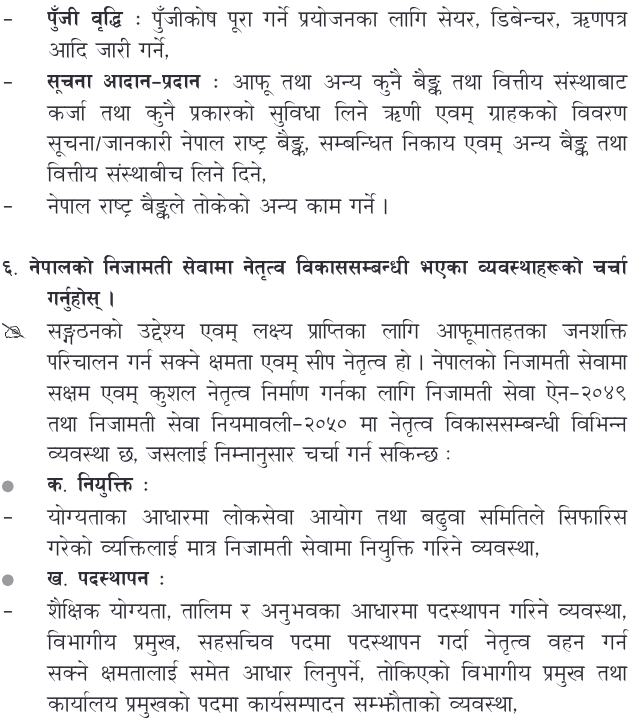 – पुँजी वृद्धि : पुँजीकोष पूरा गर्ने प्रयोजनका लागि सेयर, डिबेन्चर, ऋणपत्र
आदि जारी गर्ने,
– सूचना आदान–प्रदान : आफू तथा अन्य कुनै बैङ्क तथा वित्तीय संस्थाबाट
कर्जा तथा कुनै प्रकारको सुविधा लिने ऋणी एवम् ग्राहकको विवरण
सूचना/जानकारी नेपाल राष्ट्र बैङ्क, सम्बन्धित निकाय एवम् अन्य बैङ्क तथा
वित्तीय संस्थाबीच लिने दिने,
– नेपाल राष्ट्र बैङ्कले तोकेको अन्य काम गर्ने ।
६. नेपालको निजामती सेवामा नेतृत्व विकाससम्बन्धी भएका व्यवस्थाहरूको चर्चा
गर्नुहोस् ।
सङ्गठनको उद्देश्य एवम् लक्ष्य प्राप्तिका लागि आफूमातहतका जनशक्ति
परिचालन गर्न सक्ने क्षमता एवम् सीप नेतृत्व हो । नेपालको निजामती सेवामा
सक्षम एवम् कुशल नेतृत्व निर्माण गर्नका लागि निजामती सेवा ऐन–२०४९
तथा निजामती सेवा नियमावली–२०५० मा नेतृत्व विकाससम्बन्धी विभिन्न
व्यवस्था छ, जसलाई निम्नानुसार चर्चा गर्न सकिन्छ :
● क. नियुक्ति :
– योग्यताका आधारमा लोकसेवा आयोग तथा बढुवा समितिले सिफारिस
गरेको व्यक्तिलाई मात्र निजामती सेवामा नियुक्ति गरिने व्यवस्था,
● ख. पदस्थापन :
– शैक्षिक योग्यता, तालिम र अनुभवका आधारमा पदस्थापन गरिने व्यवस्था,
विभागीय प्रमुख, सहसचिव पदमा पदस्थापन गर्दा नेतृत्व वहन गर्न
सक्ने क्षमतालाई समेत आधार लिनुपर्ने, तोकिएको विभागीय प्रमुख तथा
कार्यालय प्रमुखको पदमा कार्यसम्पादन सम्झौताको व्यवस्था,